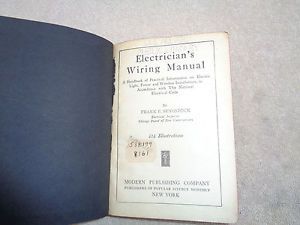 Electrician's
Wiring Manual
A Handbook of Practical Information on Electric
Light, Power and Wireless Installations, in
Accordance with The National
Electrical Code
By
FRANK F. SENGSTOCK
Electrical Inspector
Chicago Board of Fire Underwriters
Illustrations
MODERN PUBLISHING COMPANY
PUBLISHERS OF POPULAR SCIENCE MONTHLY
NEW YORK